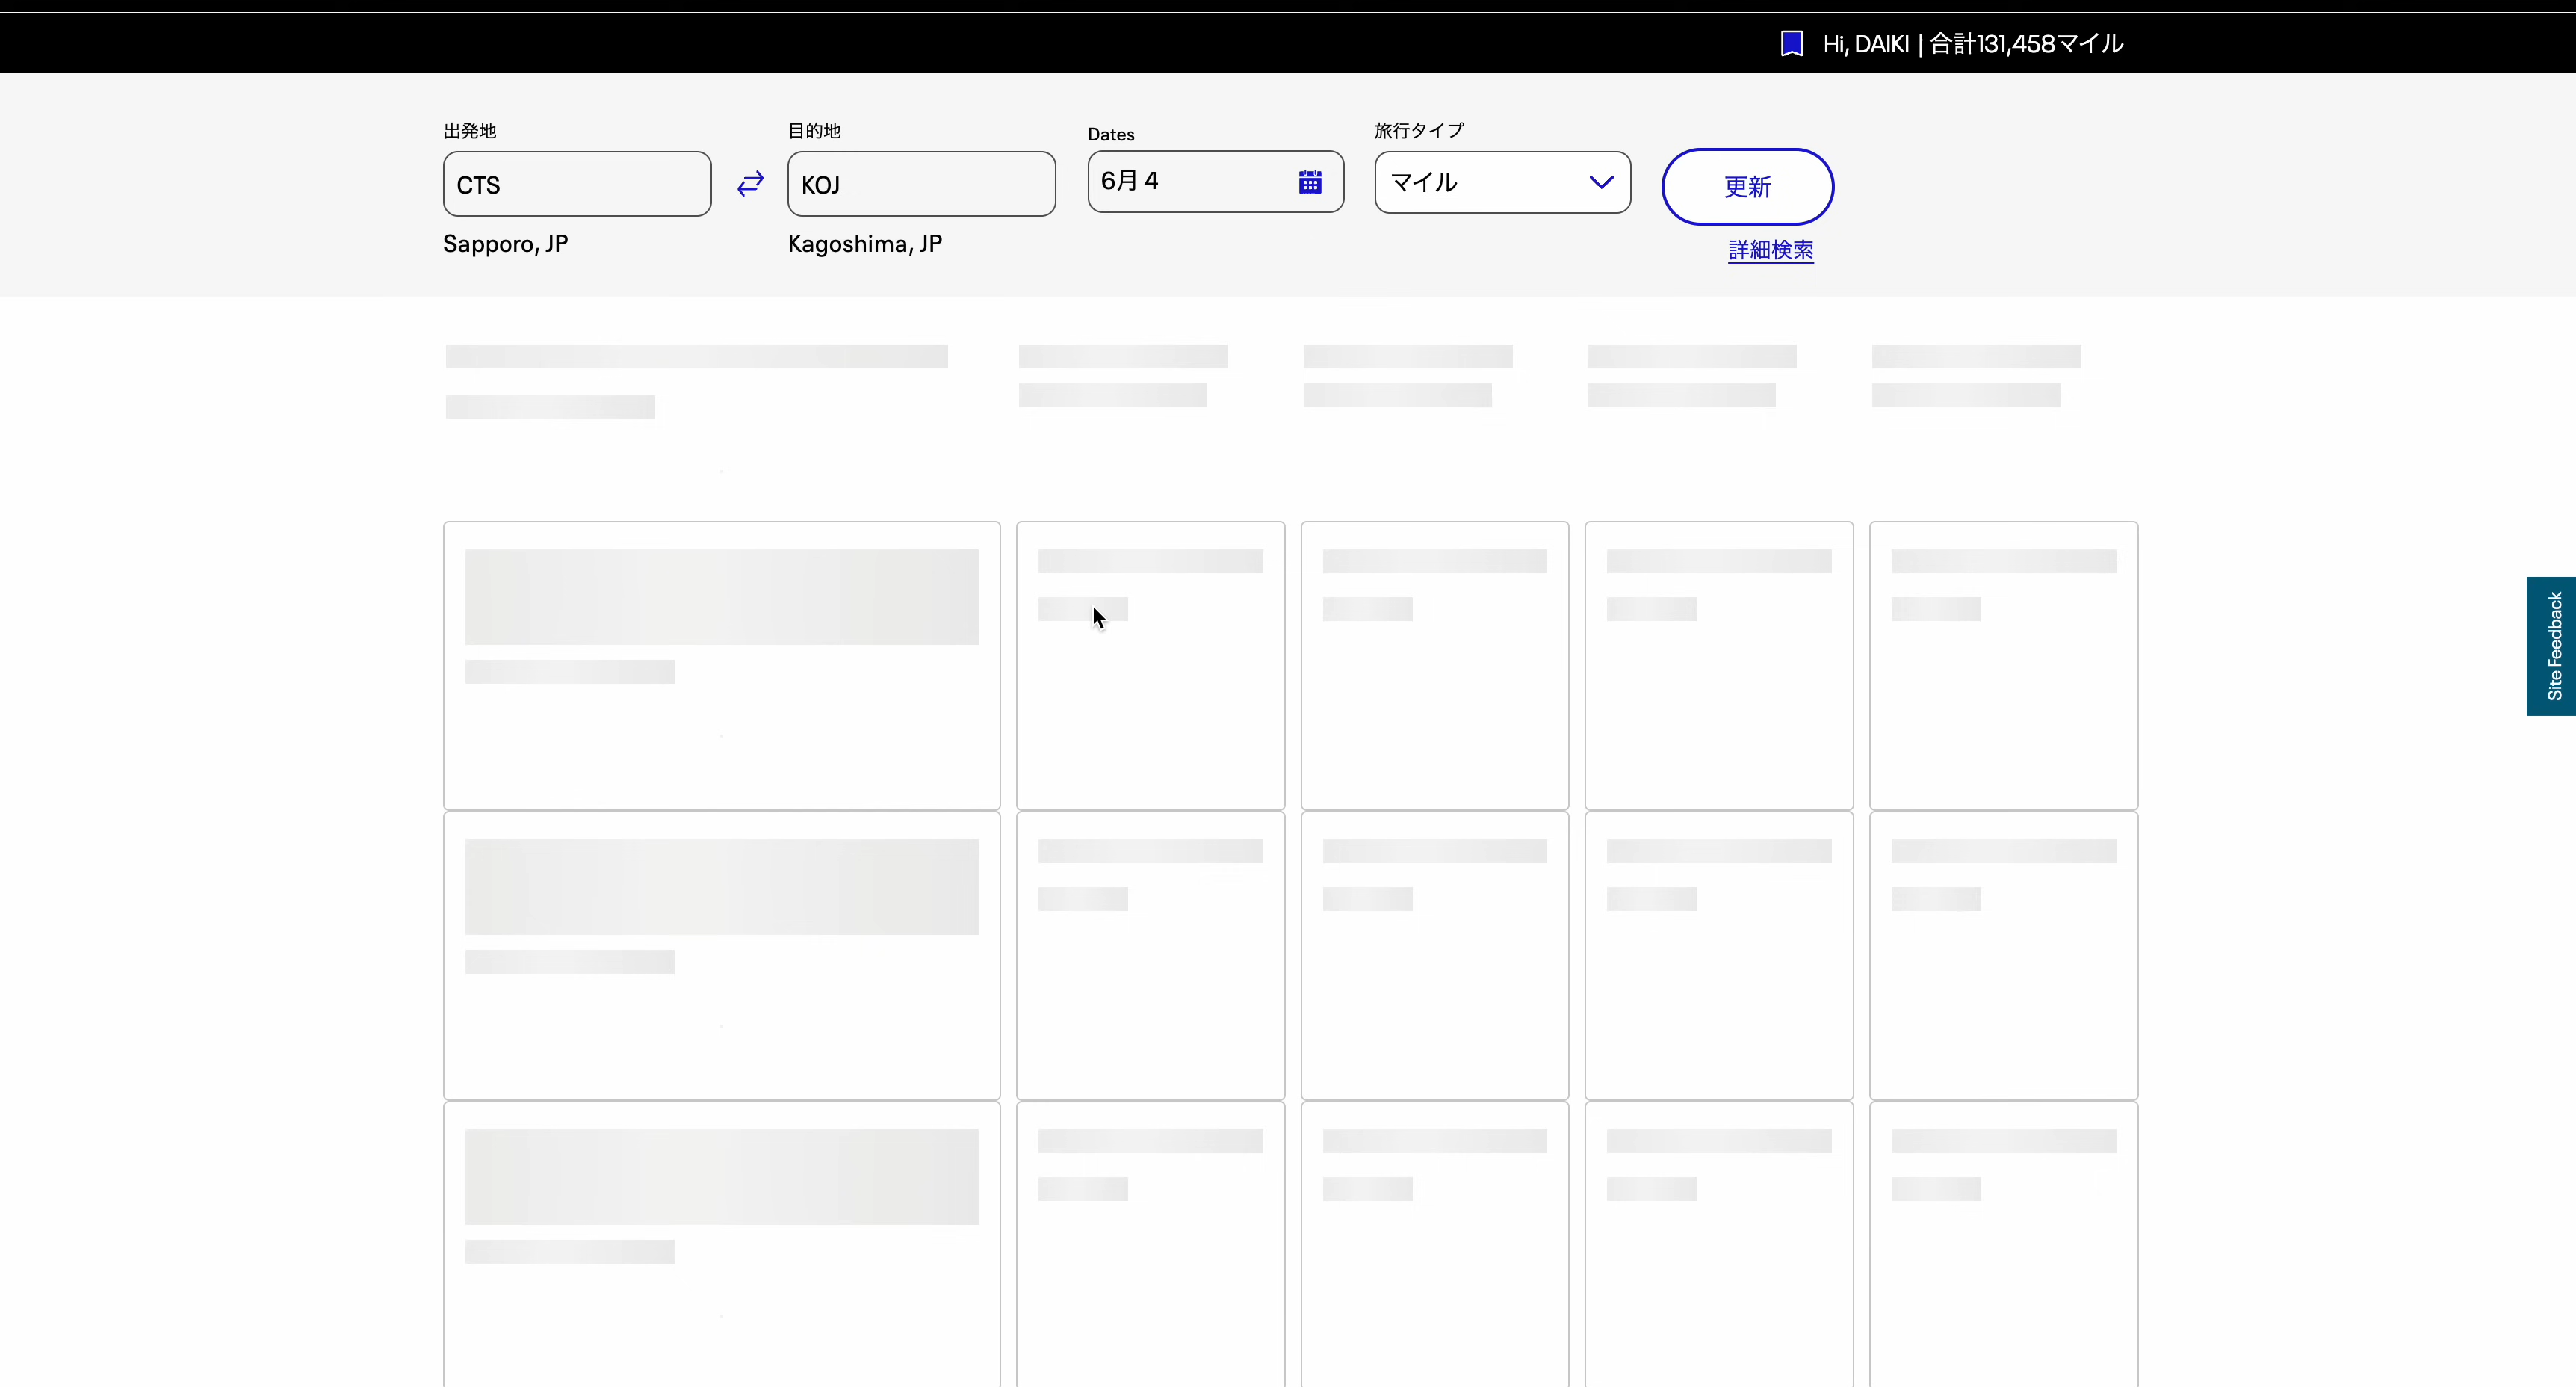 Hi, DAIKI | 合計131,458マイル
出発地
目的地
Dates
旅行タイプ
CTS
KOJ
6月 4
マイル
更新
Sapporo, JP
Kagoshima, JP
詳細検索
Site Feedback